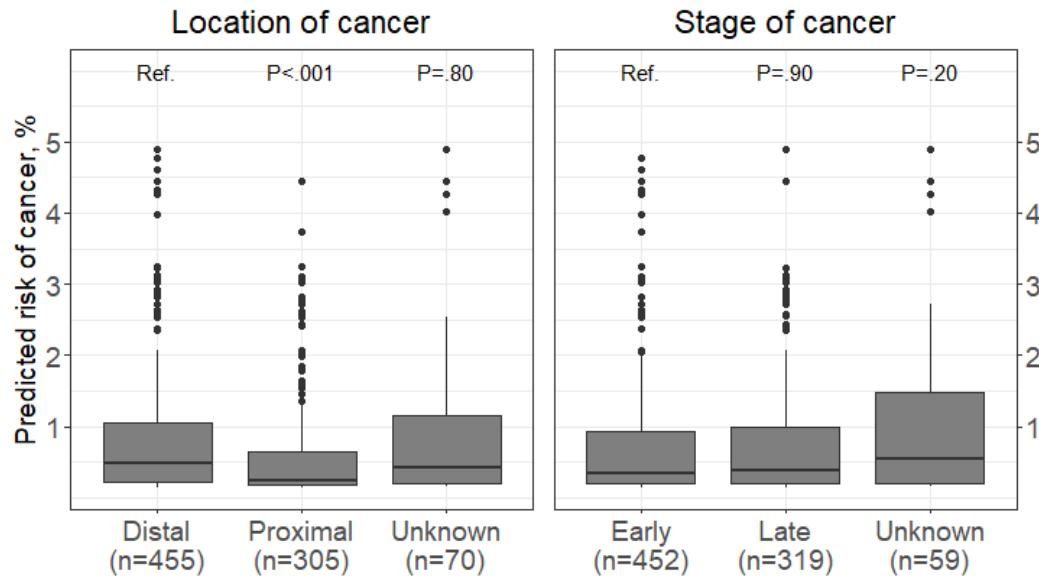 Location of cancer
Stage of cancer
Ref.
P<.001
P=.80
Ref.
P=.90
P=.20
Predicted risk of cancer, %
5
4
3
2
1
5
4
3
2
1
Distal
(n=455)
Proximal
(n=305)
Unknown
(n=70)
Early
(n=452)
Late
(n=319)
Unknown
(n=59)